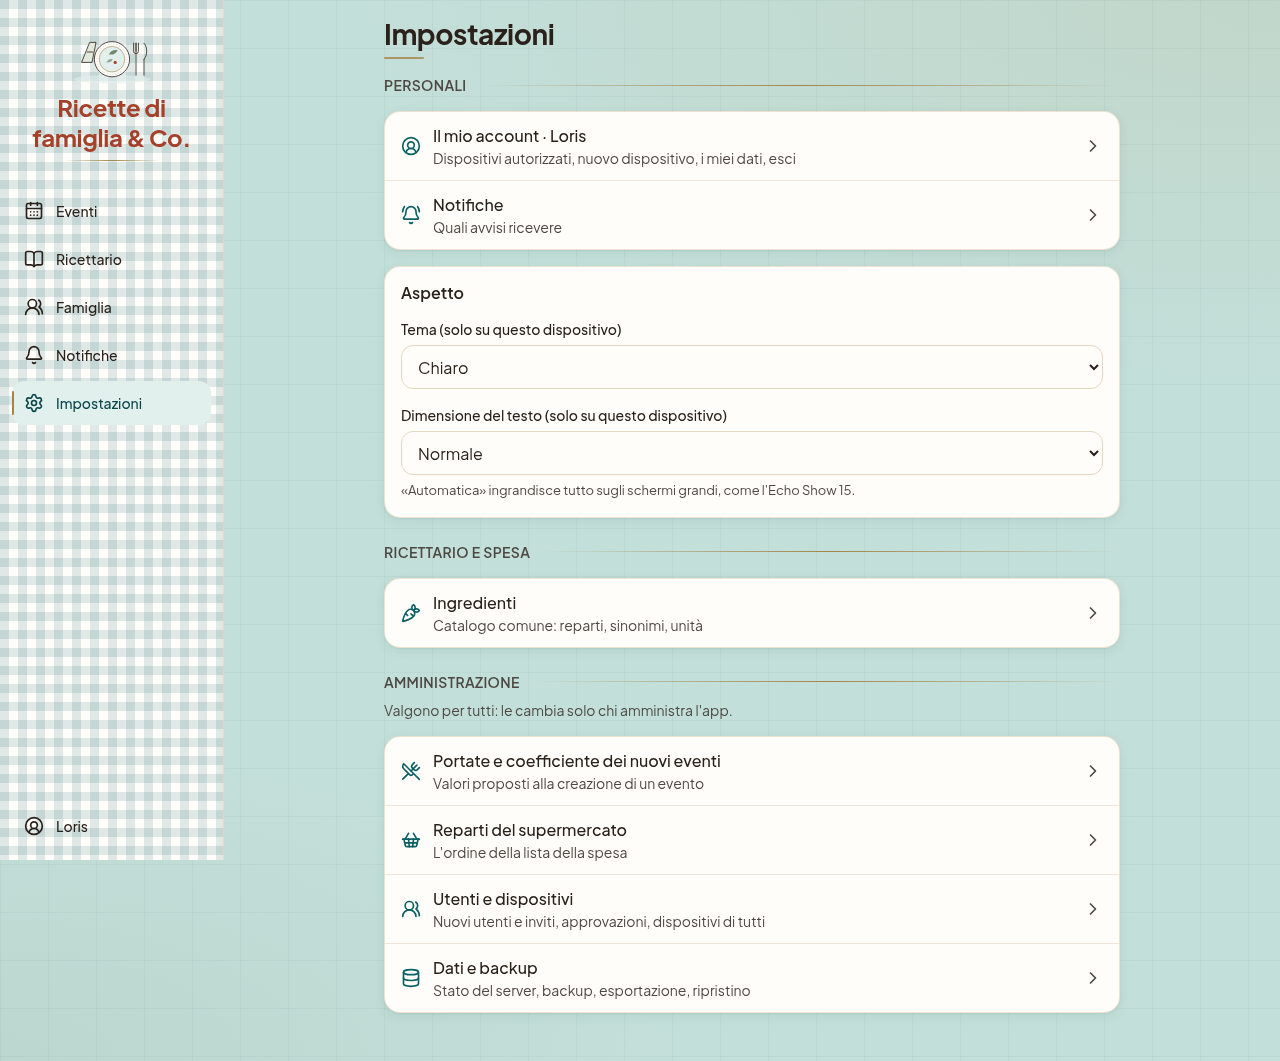 Ricette di
famiglia & Co.
Eventi
Ricettario
Famiglia
Notifiche
Impostazioni
Loris
Impostazioni
PERSONALI
Il mio account · Loris
Dispositivi autorizzati, nuovo dispositivo, i miei dati, esci
Notifiche
Quali avvisi ricevere
Aspetto
Tema (solo su questo dispositivo)
Chiaro
Dimensione del testo (solo su questo dispositivo)
Normale
«Automatica» ingrandisce tutto sugli schermi grandi, come l'Echo Show 15.
RICETTARIO E SPESA
Ingredienti
Catalogo comune: reparti, sinonimi, unità
AMMINISTRAZIONE
Valgono per tutti: le cambia solo chi amministra l'app.
Portate e coefficiente dei nuovi eventi
Valori proposti alla creazione di un evento
Reparti del supermercato
L'ordine della lista della spesa
Utenti e dispositivi
Nuovi utenti e inviti, approvazioni, dispositivi di tutti
Dati e backup
Stato del server, backup, esportazione, ripristino